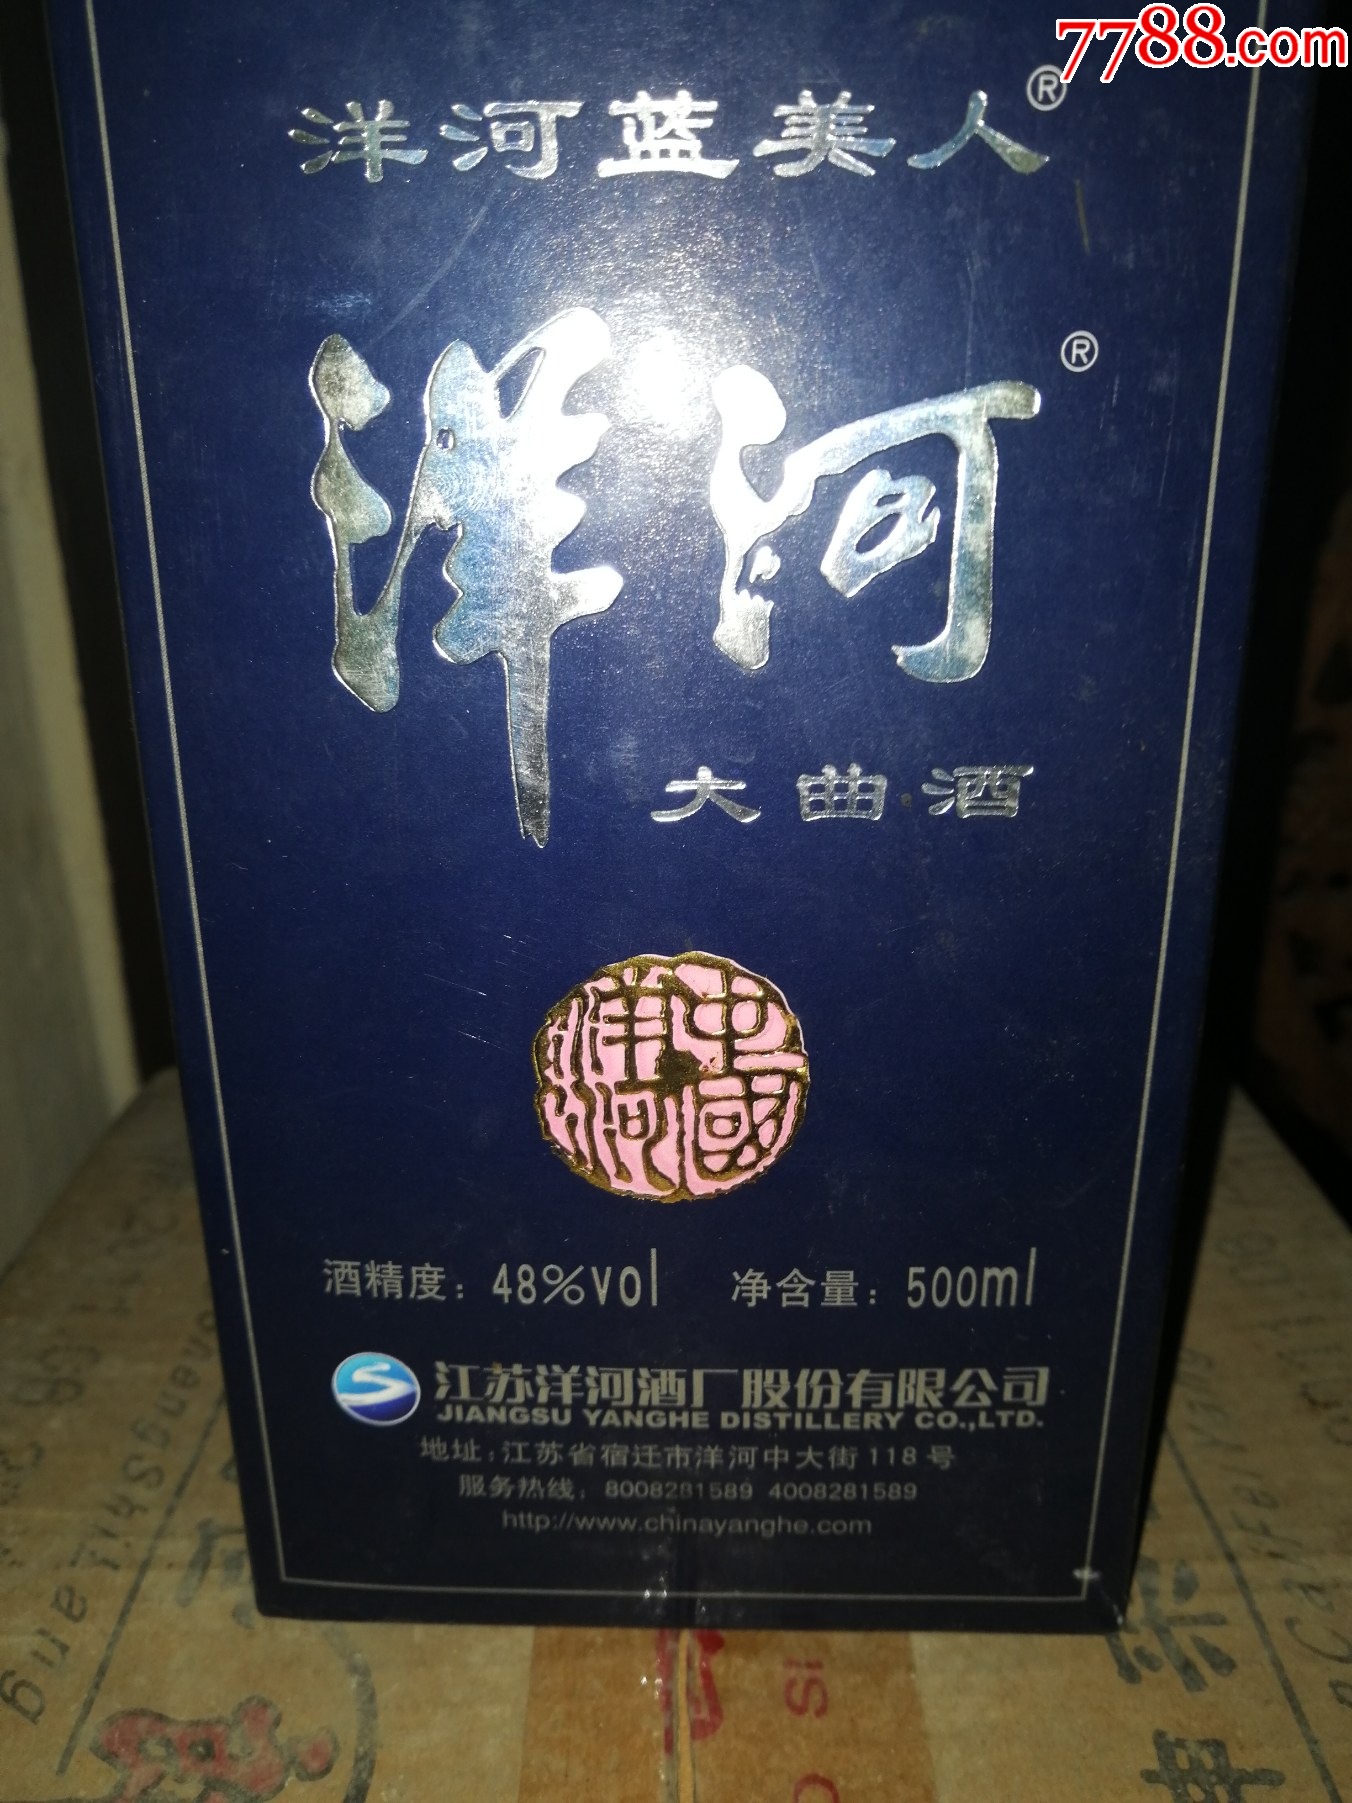 7788.com
洋河蓝美人®
洋河®
大曲酒
中國
洋河
酒精度：48%vol 净含量：500ml
江苏洋河酒厂股份有限公司
JIANGSU YANGHE DISTILLERY CO.,LTD.
地址：江苏省宿迁市洋河中大街118号
服务热线：8008281589 4008281589
http://www.chinayanghe.com